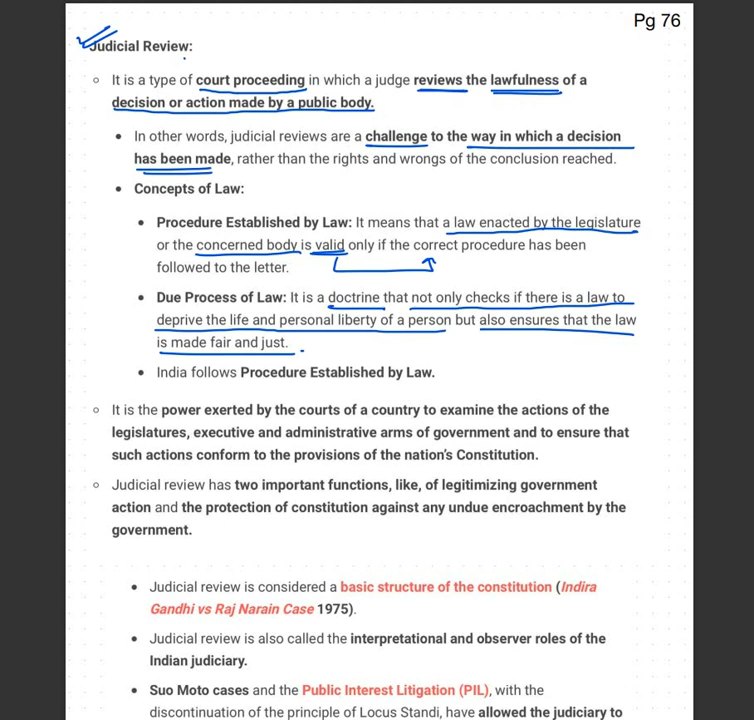 Pg 76
Judicial Review:
It is a type of court proceeding in which a judge reviews the lawfulness of a
decision or action made by a public body.
In other words, judicial reviews are a challenge to the way in which a decision
has been made, rather than the rights and wrongs of the conclusion reached.
Concepts of Law:
Procedure Established by Law: It means that a law enacted by the legislature
or the concerned body is valid only if the correct procedure has been
followed to the letter.
Due Process of Law: It is a doctrine that not only checks if there is a law to
deprive the life and personal liberty of a person but also ensures that the law
is made fair and just.
India follows Procedure Established by Law.
It is the power exerted by the courts of a country to examine the actions of the
legislatures, executive and administrative arms of government and to ensure that
such actions conform to the provisions of the nation's Constitution.
Judicial review has two important functions, like, of legitimizing government
action and the protection of constitution against any undue encroachment by the
government.
Judicial review is considered a basic structure of the constitution (Indira
Gandhi vs Raj Narain Case 1975).
Judicial review is also called the interpretational and observer roles of the
Indian judiciary.
Suo Moto cases and the Public Interest Litigation (PIL), with the
discontinuation of the principle of Locus Standi, have allowed the judiciary to